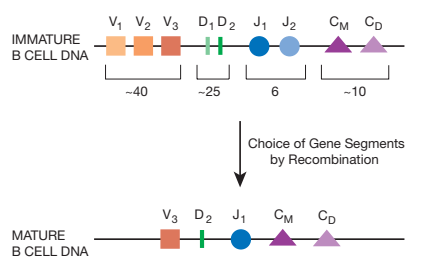 V1 V2 V3 D1 D2 J1 J2 CM CD
IMMATURE
B CELL DNA
~40 ~25 6 ~10
Choice of Gene Segments
by Recombination
V3 D2 J1 CM CD
MATURE
B CELL DNA